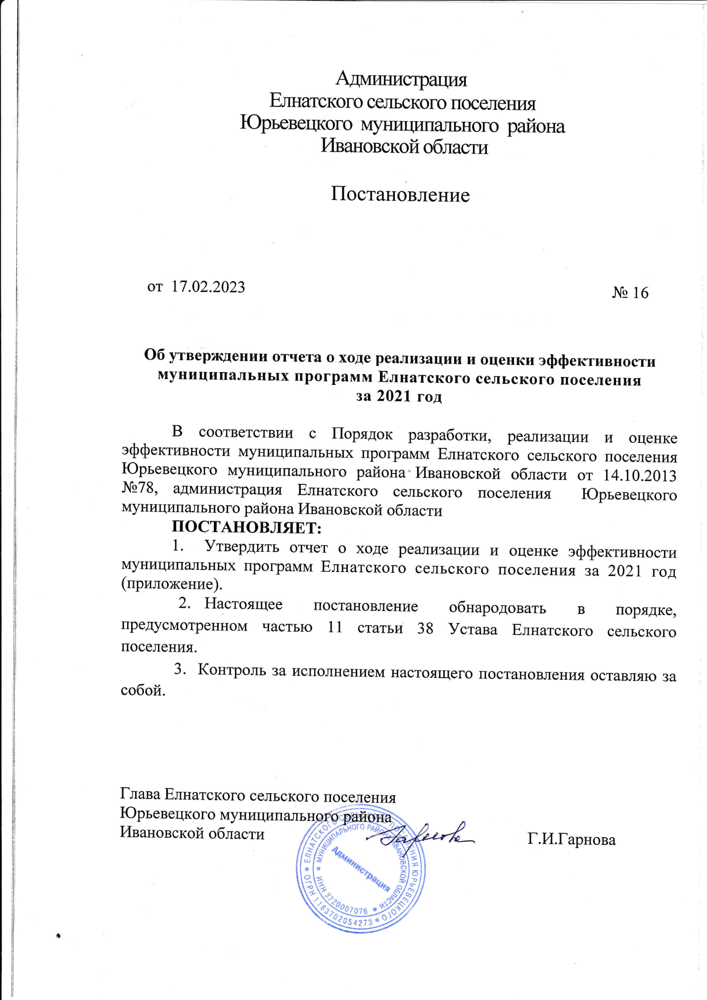 Администрация
Елнатского сельского поселения
Юрьевецкого муниципального района
Ивановской области
Постановление
от 17.02.2023
№ 16
Об утверждении отчета о ходе реализации и оценки эффективности
муниципальных программ Елнатского сельского поселения
за 2021 год
В соответствии с Порядок разработки, реализации и оценке
эффективности муниципальных программ Елнатского сельского поселения
Юрьевецкого муниципального района Ивановской области от 14.10.2013
№78, администрация Елнатского сельского поселения Юрьевецкого
муниципального района Ивановской области
ПОСТАНОВЛЯЕТ:
1. Утвердить отчет о ходе реализации и оценке эффективности
муниципальных программ Елнатского сельского поселения за 2021 год
(приложение).
2. Настоящее постановление обнародовать в порядке,
предусмотренном частью 11 статьи 38 Устава Елнатского сельского
поселения.
3. Контроль за исполнением настоящего постановления оставляю за
собой.
Глава Елнатского сельского поселения
Юрьевецкого муниципального района
Ивановской области
Г.И.Гарнова
* ЕЛНАТСКОГО СЕЛЬСКОГО ПОСЕЛЕНИЯ ЮРЬЕВЕЦКОГО * ОГРН 1163702054273
* МУНИЦИПАЛЬНОГО РАЙОНА ИВАНОВСКОЙ ОБЛАСТИ * ИНН 3720007076
Администрация